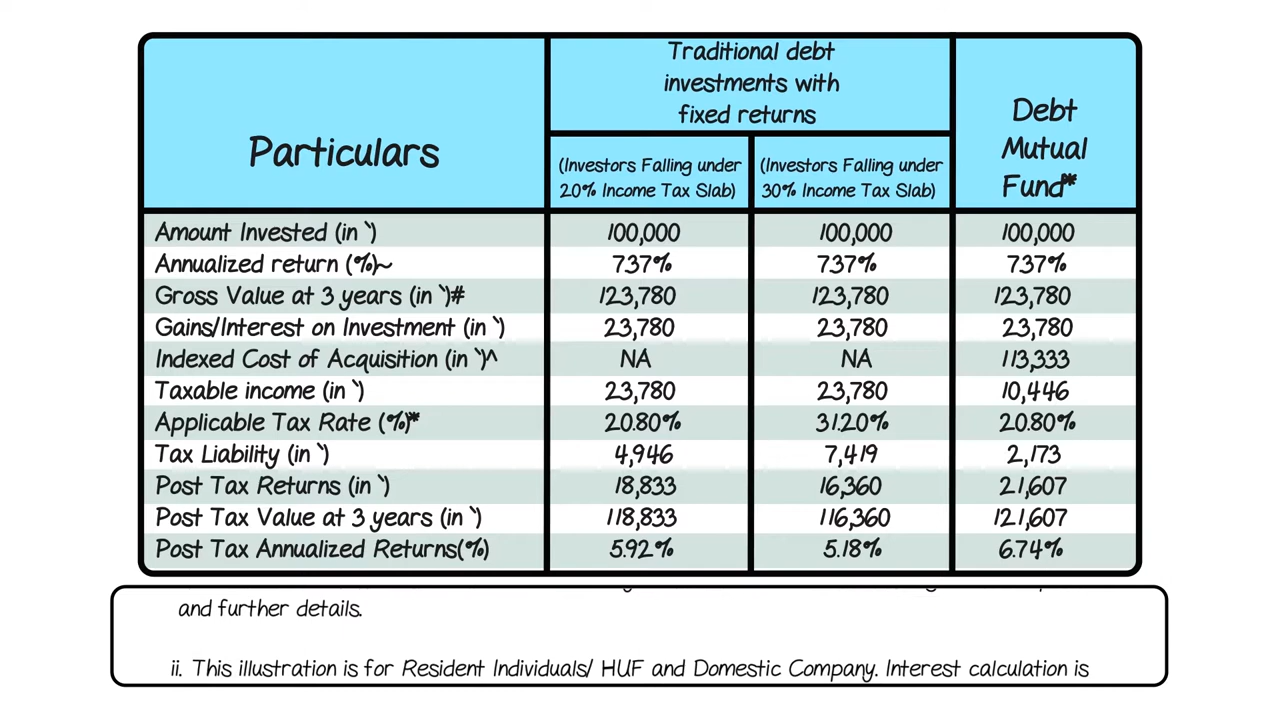 Traditional debt
investments with
fixed returns
Particulars
Debt
Mutual
Fund**
(Investors Falling under
20% Income Tax Slab)
(Investors Falling under
30% Income Tax Slab)
Amount Invested (in `) 100,000 100,000 100,000
Annualized return (%)~ 7.37% 7.37% 7.37%
Gross Value at 3 years (in `)# 123,780 123,780 123,780
Gains/Interest on Investment (in `) 23,780 23,780 23,780
Indexed Cost of Acquisition (in `)^ NA NA 113,333
Taxable income (in `) 23,780 23,780 10,446
Applicable Tax Rate (%)* 20.80% 31.20% 20.80%
Tax Liability (in `) 4,946 7,419 2,173
Post Tax Returns (in `) 18,833 16,360 21,607
Post Tax Value at 3 years (in `) 118,833 116,360 121,607
Post Tax Annualized Returns(%) 5.92% 5.18% 6.74%
and further details.
ii. This illustration is for Resident Individuals/ HUF and Domestic Company. Interest calculation is